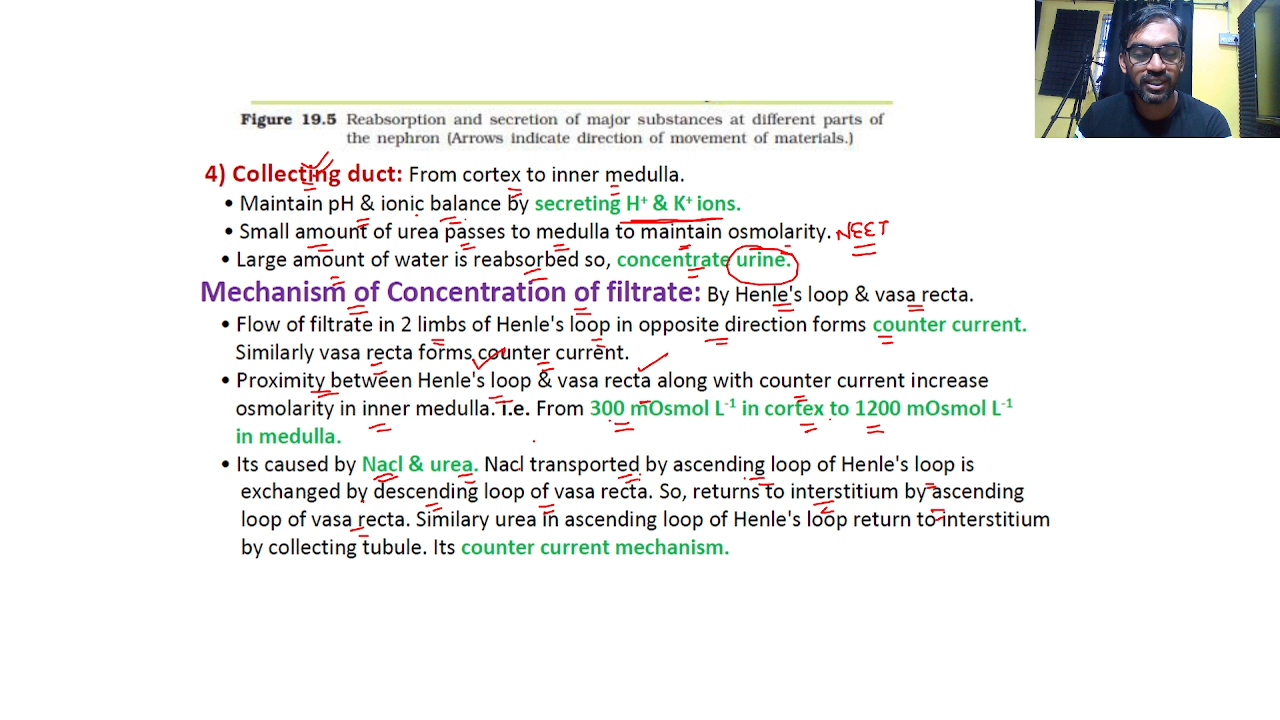 Figure 19.5 Reabsorption and secretion of major substances at different parts of
the nephron (Arrows indicate direction of movement of materials.)
4) Collecting duct: From cortex to inner medulla.
• Maintain pH & ionic balance by secreting H⁺ & K⁺ ions.
• Small amount of urea passes to medulla to maintain osmolarity. NEET
• Large amount of water is reabsorbed so, concentrate urine.
Mechanism of Concentration of filtrate: By Henle's loop & vasa recta.
• Flow of filtrate in 2 limbs of Henle's loop in opposite direction forms counter current.
Similarly vasa recta forms counter current.
• Proximity between Henle's loop & vasa recta along with counter current increase
osmolarity in inner medulla. i.e. From 300 mOsmol L⁻¹ in cortex to 1200 mOsmol L⁻¹
in medulla.
• Its caused by Nacl & urea. Nacl transported by ascending loop of Henle's loop is
exchanged by descending loop of vasa recta. So, returns to interstitium by ascending
loop of vasa recta. Similary urea in ascending loop of Henle's loop return to interstitium
by collecting tubule. Its counter current mechanism.